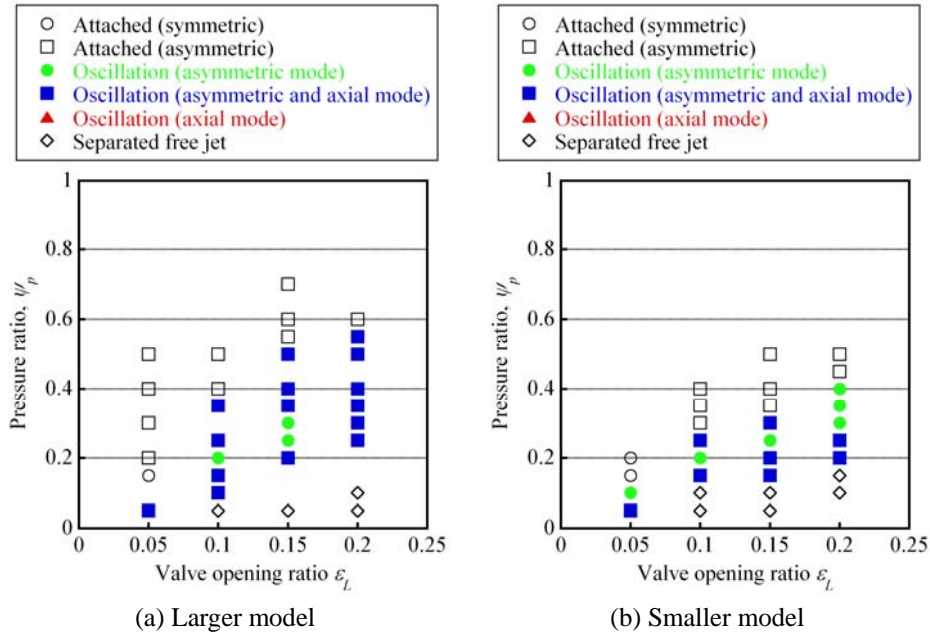 Attached (symmetric)
Attached (asymmetric)
Oscillation (asymmetric mode)
Oscillation (asymmetric and axial mode)
Oscillation (axial mode)
Separated free jet
1
0.8
0.6
0.4
0.2
0
Pressure ratio, ψp
0 0.05 0.1 0.15 0.2 0.25
Valve opening ratio εL
(a) Larger model
Attached (symmetric)
Attached (asymmetric)
Oscillation (asymmetric mode)
Oscillation (asymmetric and axial mode)
Oscillation (axial mode)
Separated free jet
1
0.8
0.6
0.4
0.2
0
Pressure ratio, ψp
0 0.05 0.1 0.15 0.2 0.25
Valve opening ratio εL
(b) Smaller model